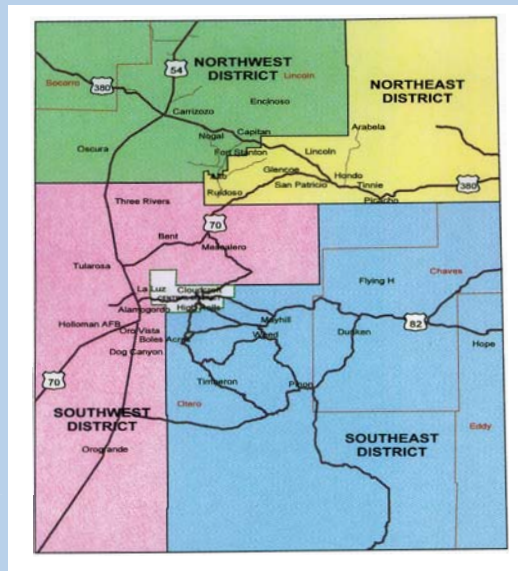 NORTHWEST
DISTRICT
54
Lincoln
Socorro
380
NORTHEAST
DISTRICT
Encinoso
Carrizozo
Arabela
Nogal
Capitan
Oscura
Fort Stanton
Lincoln
Alto
Glencoe
Hondo
Ruidoso
San Patricio
Tinnie
380
Three Rivers
Picacho
70
Bent
Mescalero
Tularosa
Flying H
Chaves
La Luz
Cloudcroft
Alamogordo
High Rolls
Holloman AFB
Oro Vista
Mayhill
82
Boles Acres
Weed
Dunken
Hope
Dog Canyon
70
Timberon
Pinon
SOUTHWEST
DISTRICT
Otero
SOUTHEAST
DISTRICT
Eddy
Orogrande